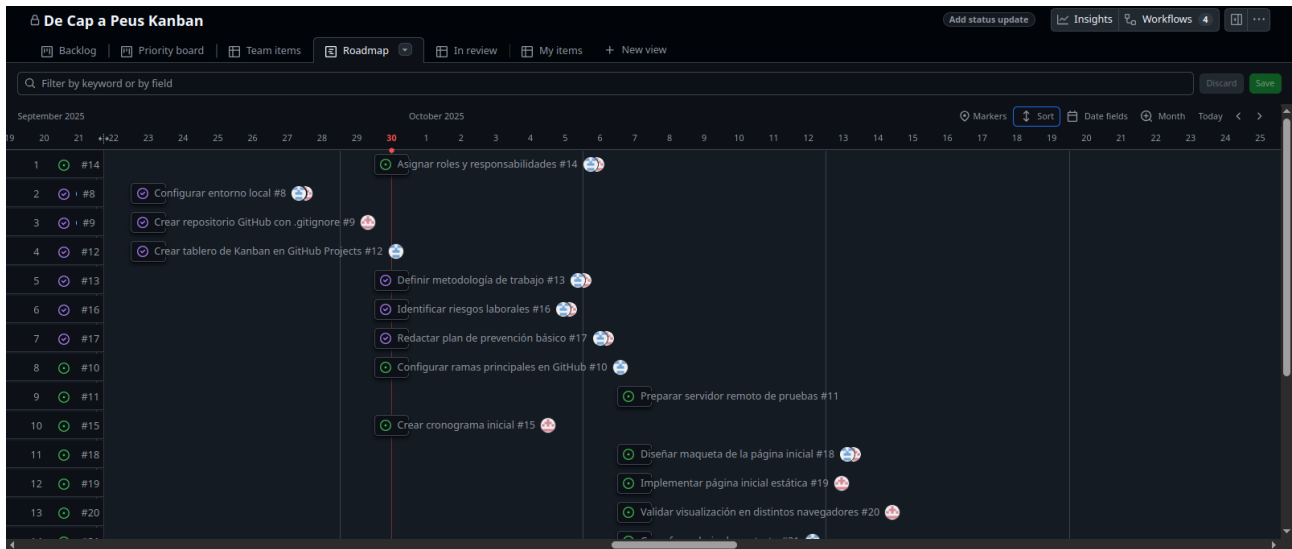 De Cap a Peus Kanban Add status update Insights Workflows 4
Backlog Priority board Team items Roadmap In review My items + New view
Filter by keyword or by field Discard Save
September 2025 October 2025 Markers Sort Date fields Month Today
19 20 21 22 23 24 25 26 27 28 29 30 1 2 3 4 5 6 7 8 9 10 11 12 13 14 15 16 17 18 19 20 21 22 23 24 25
1 #14 Asignar roles y responsabilidades #14
2 #8 Configurar entorno local #8
3 #9 Crear repositorio GitHub con .gitignore #9
4 #12 Crear tablero de Kanban en GitHub Projects #12
5 #13 Definir metodología de trabajo #13
6 #16 Identificar riesgos laborales #16
7 #17 Redactar plan de prevención básico #17
8 #10 Configurar ramas principales en GitHub #10
9 #11 Preparar servidor remoto de pruebas #11
10 #15 Crear cronograma inicial #15
11 #18 Diseñar maqueta de la página inicial #18
12 #19 Implementar página inicial estática #19
13 #20 Validar visualización en distintos navegadores #20